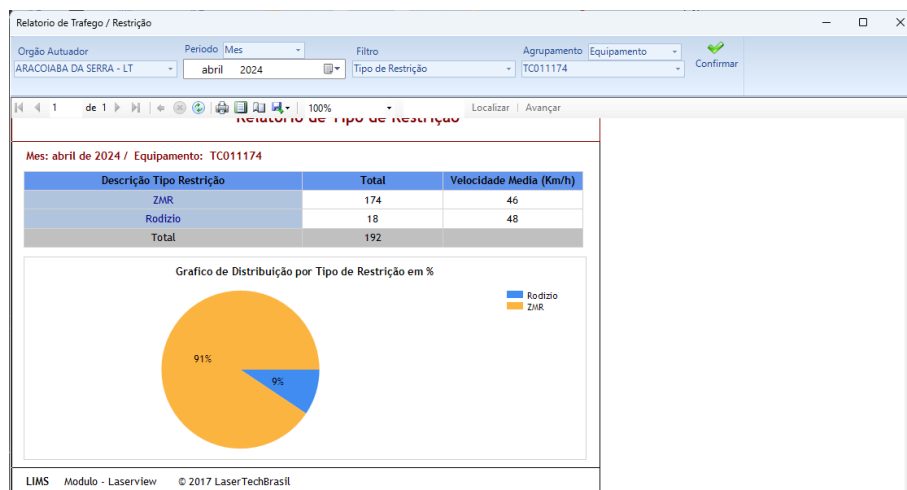 Relatorio de Trafego / Restrição
Orgão Autuador Periodo Mes Filtro Agrupamento Equipamento
ARACOIABA DA SERRA - LT abril 2024 Tipo de Restrição TC011174 Confirmar
1 de 1 100% Localizar | Avançar
Relatorio de Tipo de Restrição
Mes: abril de 2024 / Equipamento: TC011174
Descrição Tipo Restrição Total Velocidade Media (Km/h)
ZMR 174 46
Rodizio 18 48
Total 192
Grafico de Distribuição por Tipo de Restrição em %
Rodizio
ZMR
91%
9%
LIMS Modulo - Laserview © 2017 LaserTechBrasil